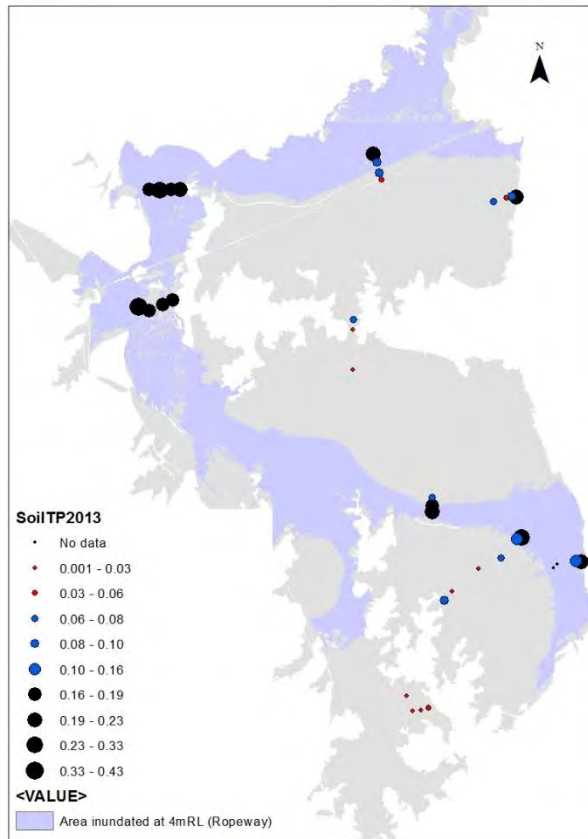 N
SoilTP2013
No data
0.001 - 0.03
0.03 - 0.06
0.06 - 0.08
0.08 - 0.10
0.10 - 0.16
0.16 - 0.19
0.19 - 0.23
0.23 - 0.33
0.33 - 0.43
<VALUE>
Area inundated at 4mRL (Ropeway)